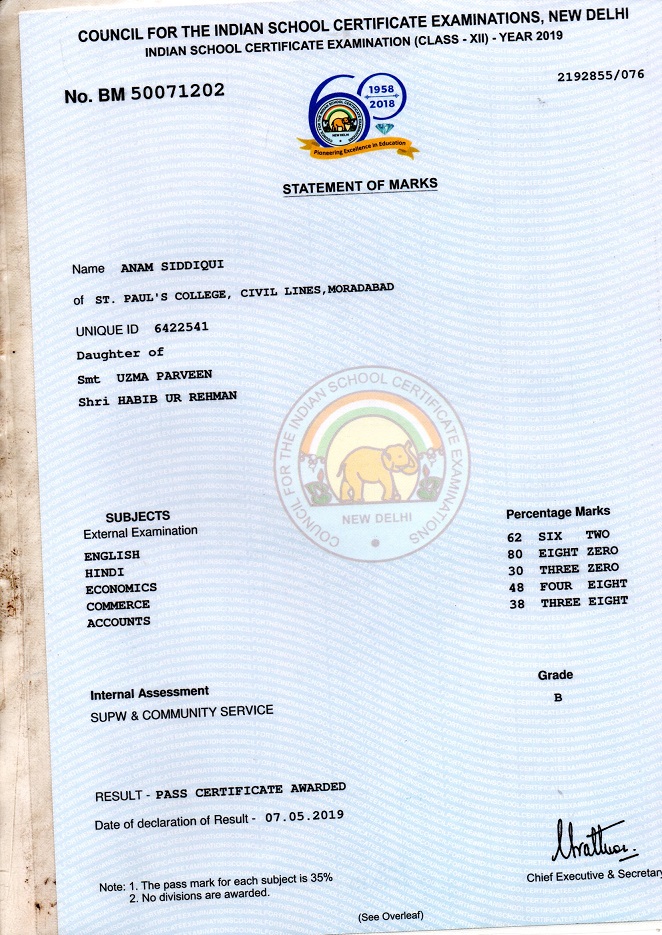 COUNCIL FOR THE INDIAN SCHOOL CERTIFICATE EXAMINATIONS, NEW DELHI
INDIAN SCHOOL CERTIFICATE EXAMINATION (CLASS - XII) - YEAR 2019
No. BM 50071202
2192855/076
60
1958
2018
NEW DELHI
Pioneering Excellence in Education
STATEMENT OF MARKS
Name ANAM SIDDIQUI
of ST. PAUL'S COLLEGE, CIVIL LINES,MORADABAD
UNIQUE ID 6422541
Daughter of
Smt UZMA PARVEEN
Shri HABIB UR REHMAN
COUNCIL FOR THE INDIAN SCHOOL CERTIFICATE EXAMINATIONS
NEW DELHI
SUBJECTS Percentage Marks
External Examination
ENGLISH 62 SIX TWO
HINDI 80 EIGHT ZERO
ECONOMICS 30 THREE ZERO
COMMERCE 48 FOUR EIGHT
ACCOUNTS 38 THREE EIGHT
Internal Assessment Grade
SUPW & COMMUNITY SERVICE B
RESULT - PASS CERTIFICATE AWARDED
Date of declaration of Result - 07.05.2019
Chief Executive & Secretary
Note: 1. The pass mark for each subject is 35%
2. No divisions are awarded.
(See Overleaf)